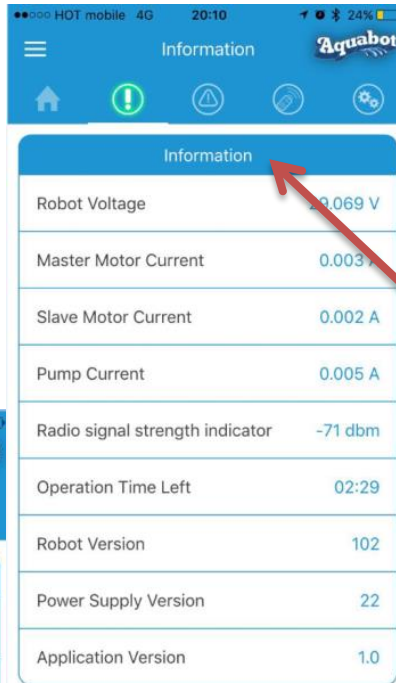 HOT mobile 4G 20:10 24%
Information Aquabot
Information
Robot Voltage 29.069 V
Master Motor Current 0.003 A
Slave Motor Current 0.002 A
Pump Current 0.005 A
Radio signal strength indicator -71 dbm
Operation Time Left 02:29
Robot Version 102
Power Supply Version 22
Application Version 1.0